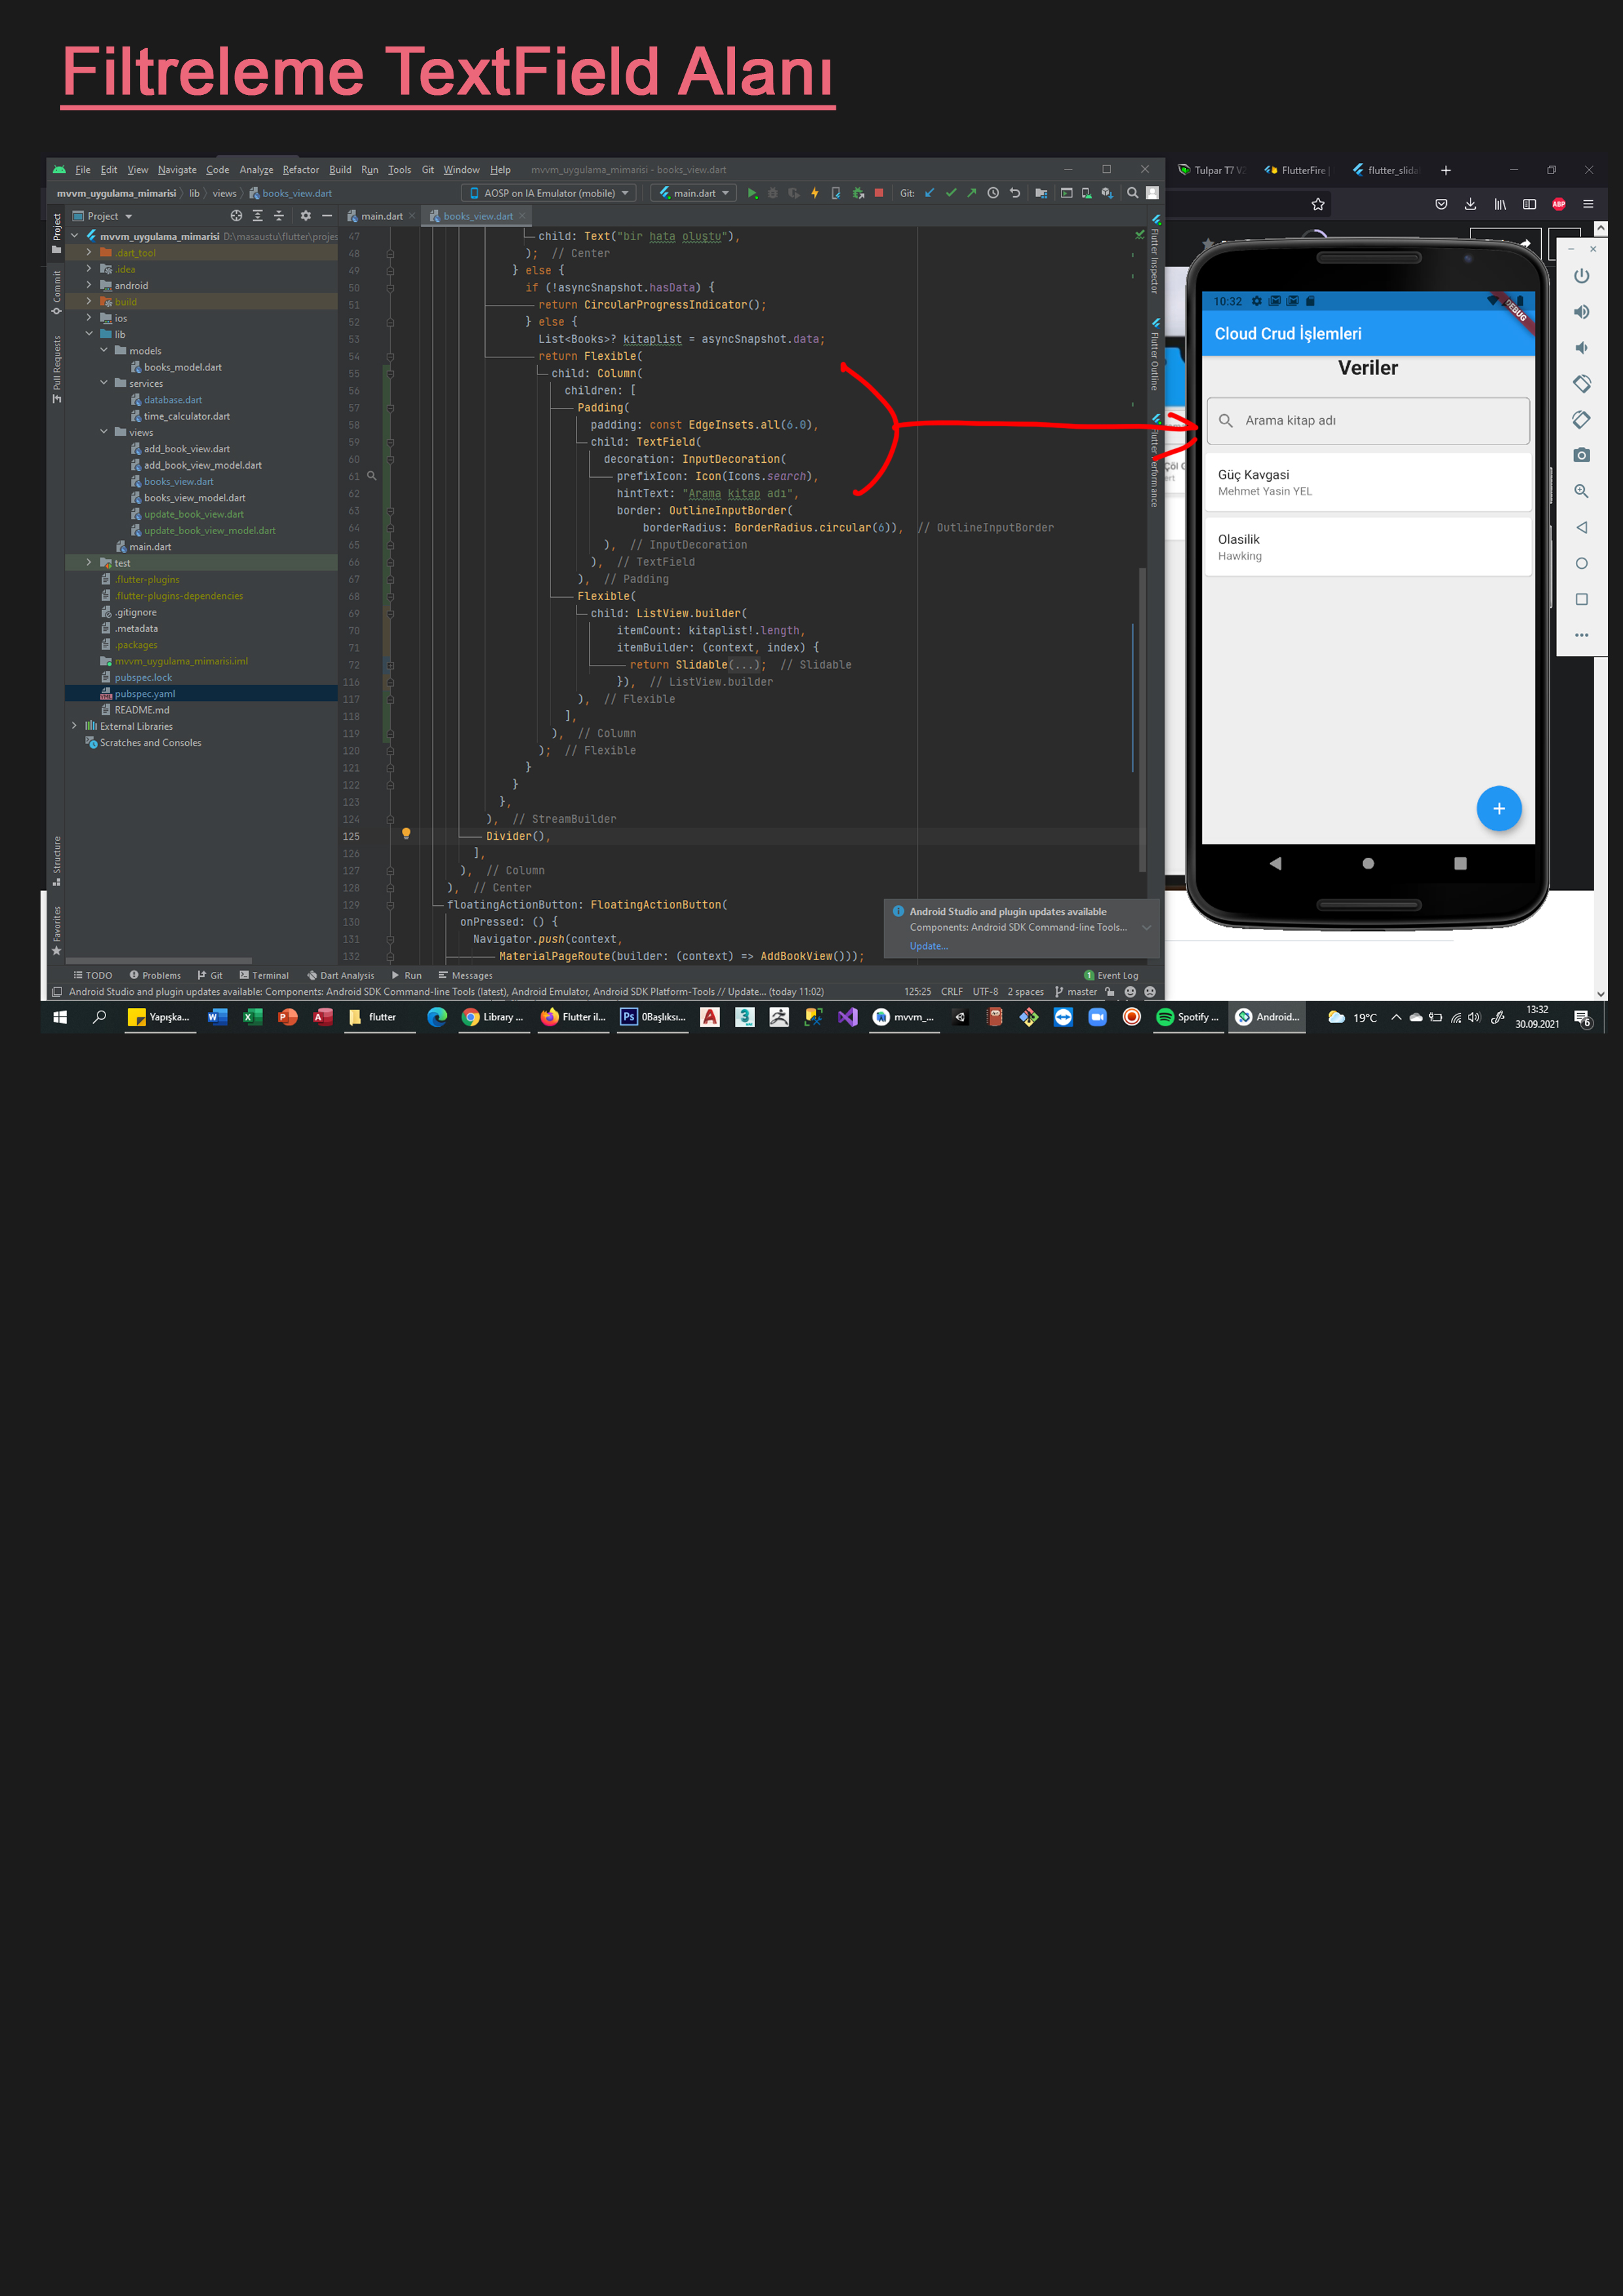 Filtreleme TextField Alanı
File Edit View Navigate Code Analyze Refactor Build Run Tools Git Window Help mvvm_uygulama_mimarisi - books_view.dart
Tulpar T7 V2 FlutterFire | flutter_slida
mvvm_uygulama_mimarisi lib views books_view.dart AOSP on IA Emulator (mobile) main.dart Git:
ABP
Project main.dart books_view.dart
Project
Commit
Pull Requests
Structure
Favorites
mvvm_uygulama_mimarisi D:\masaustu\flutter\projes
.dart_tool
.idea
android
build
ios
lib
models
books_model.dart
services
database.dart
time_calculator.dart
views
add_book_view.dart
add_book_view_model.dart
books_view.dart
books_view_model.dart
update_book_view.dart
update_book_view_model.dart
main.dart
test
.flutter-plugins
.flutter-plugins-dependencies
.gitignore
.metadata
.packages
mvvm_uygulama_mimarisi.iml
pubspec.lock
pubspec.yaml
README.md
External Libraries
Scratches and Consoles
47 child: Text("bir hata oluştu"),
48 ); // Center
49 } else {
50 if (!asyncSnapshot.hasData) {
51 return CircularProgressIndicator();
52 } else {
53 List<Books>? kitaplist = asyncSnapshot.data;
54 return Flexible(
55 child: Column(
56 children: [
57 Padding(
58 padding: const EdgeInsets.all(6.0),
59 child: TextField(
60 decoration: InputDecoration(
61 prefixIcon: Icon(Icons.search),
62 hintText: "Arama kitap adı",
63 border: OutlineInputBorder(
64 borderRadius: BorderRadius.circular(6)), // OutlineInputBorder
65 ), // InputDecoration
66 ), // TextField
67 ), // Padding
68 Flexible(
69 child: ListView.builder(
70 itemCount: kitaplist!.length,
71 itemBuilder: (context, index) {
72 return Slidable(...); // Slidable
116 }), // ListView.builder
117 ), // Flexible
118 ],
119 ), // Column
120 ); // Flexible
121 }
122 }
123 },
124 ), // StreamBuilder
125 Divider(),
126 ],
127 ), // Column
128 ), // Center
129 floatingActionButton: FloatingActionButton(
130 onPressed: () {
131 Navigator.push(context,
132 MaterialPageRoute(builder: (context) => AddBookView()));
Flutter Inspector
Flutter Outline
Flutter Performance
10:32
DEBUG
Cloud Crud İşlemleri
Veriler
Arama kitap adı
Güç Kavgasi
Mehmet Yasin YEL
Olasilik
Hawking
Android Studio and plugin updates available
Components: Android SDK Command-line Tools...
Update...
TODO Problems Git Terminal Dart Analysis Run Messages 1 Event Log
Android Studio and plugin updates available: Components: Android SDK Command-line Tools (latest), Android Emulator, Android SDK Platform-Tools // Update... (today 11:02) 125:25 CRLF UTF-8 2 spaces master
Yapışka... flutter Library ... Flutter il... Ps 0Başlıksı... mvvm_... Spotify ... Android... 19°C 13:32
30.09.2021 6